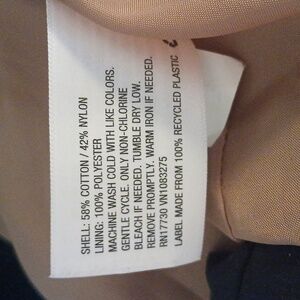 SHELL: 58% COTTON / 42% NYLON
LINING: 100% POLYESTER
MACHINE WASH COLD WITH LIKE COLORS.
GENTLE CYCLE. ONLY NON-CHLORINE
BLEACH IF NEEDED. TUMBLE DRY LOW.
REMOVE PROMPTLY. WARM IRON IF NEEDED.
RN17730 VN1083275
LABEL MADE FROM 100% RECYCLED PLASTIC